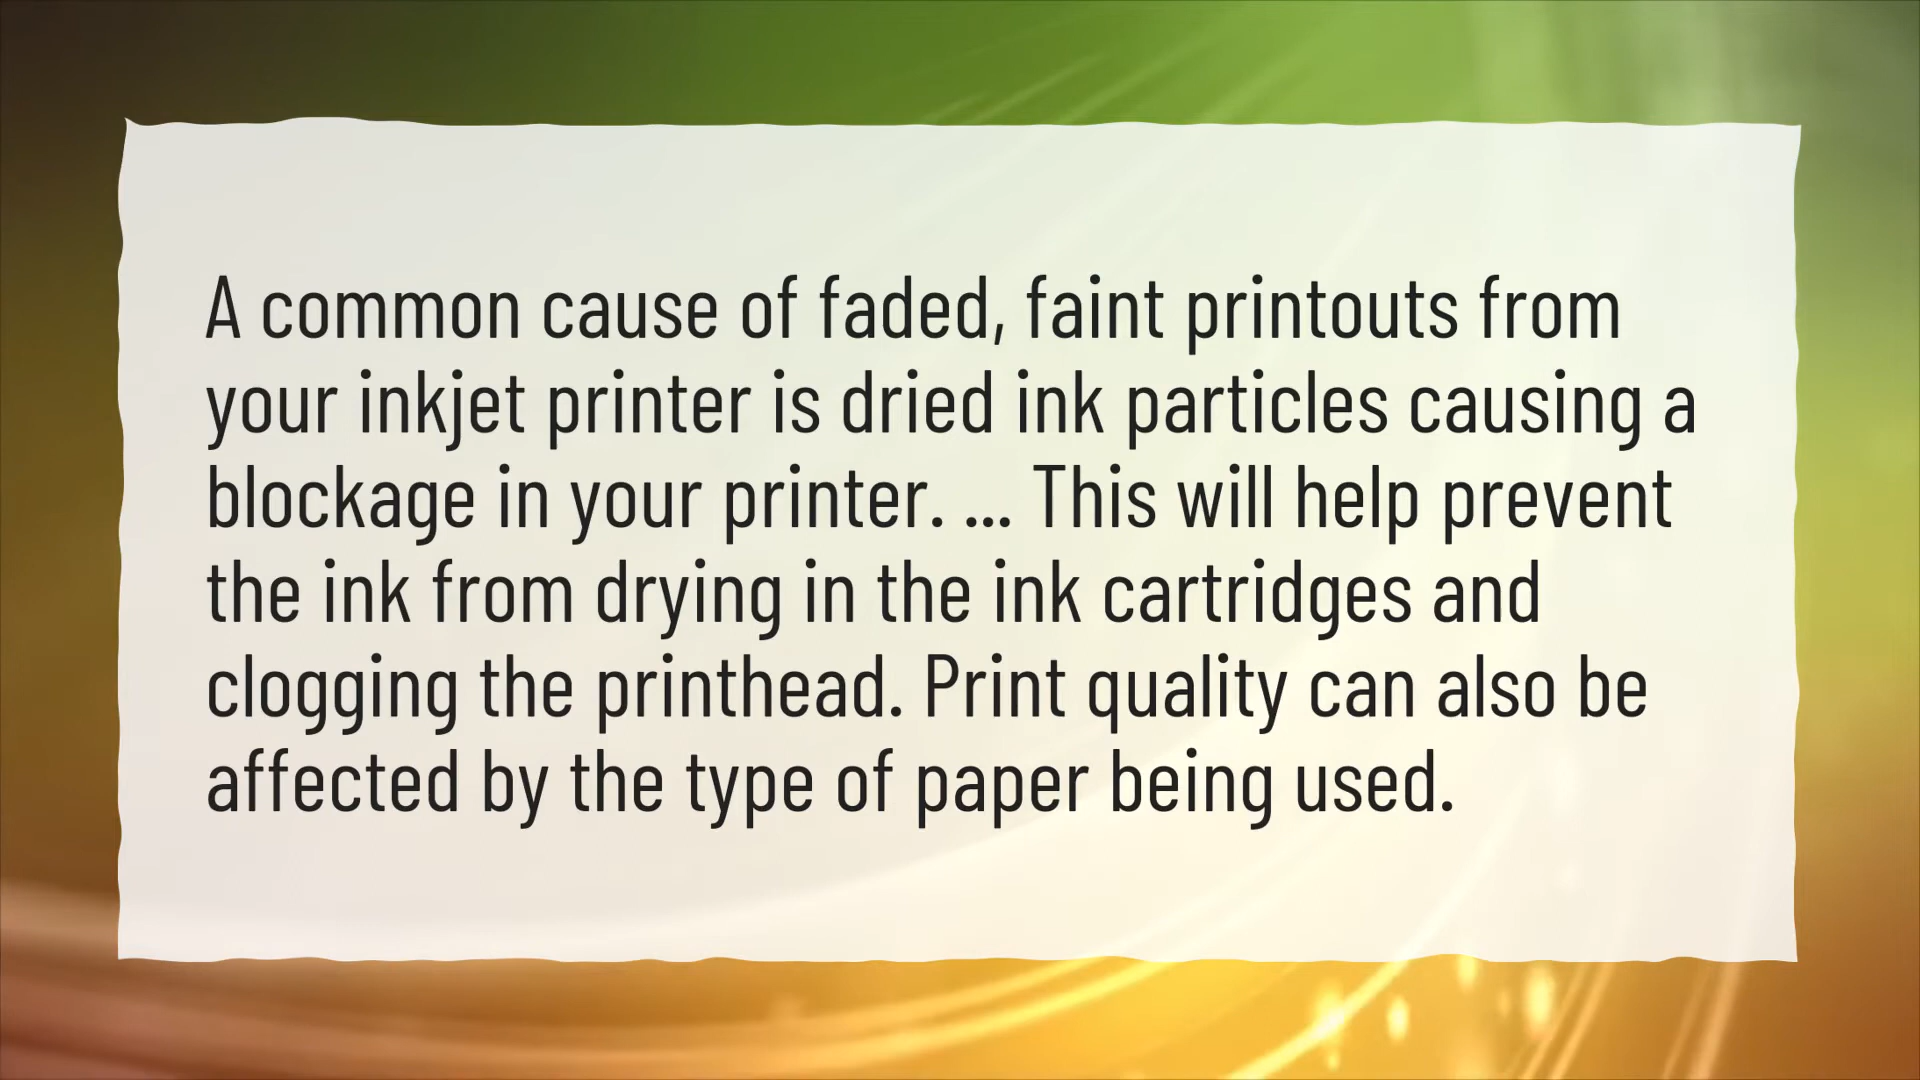 A common cause of faded, faint printouts from
your inkjet printer is dried ink particles causing a
blockage in your printer. ... This will help prevent
the ink from drying in the ink cartridges and
clogging the printhead. Print quality can also be
affected by the type of paper being used.